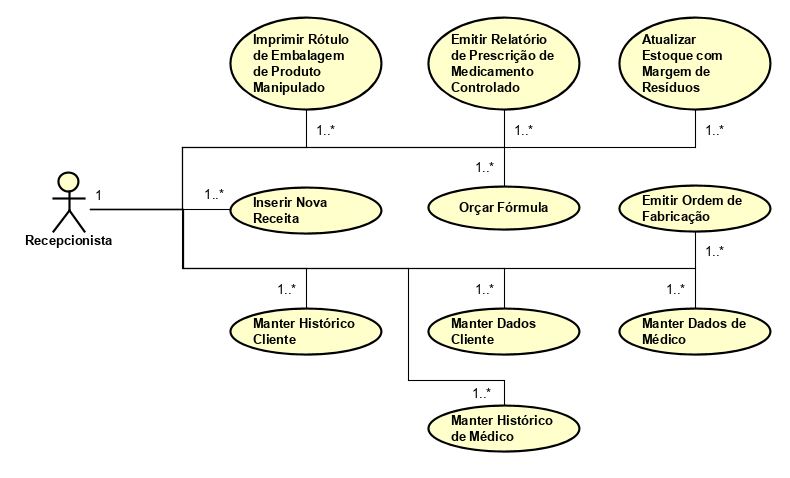 Imprimir Rótulo
de Embalagem
de Produto
Manipulado
Emitir Relatório
de Prescrição de
Medicamento
Controlado
Atualizar
Estoque com
Margem de
Resíduos
1..*
1..*
1..*
1..*
1
1..*
Recepcionista
Inserir Nova
Receita
Orçar Fórmula
Emitir Ordem de
Fabricação
1..*
1..*
1..*
1..*
Manter Histórico
Cliente
Manter Dados
Cliente
Manter Dados de
Médico
1..*
Manter Histórico
de Médico